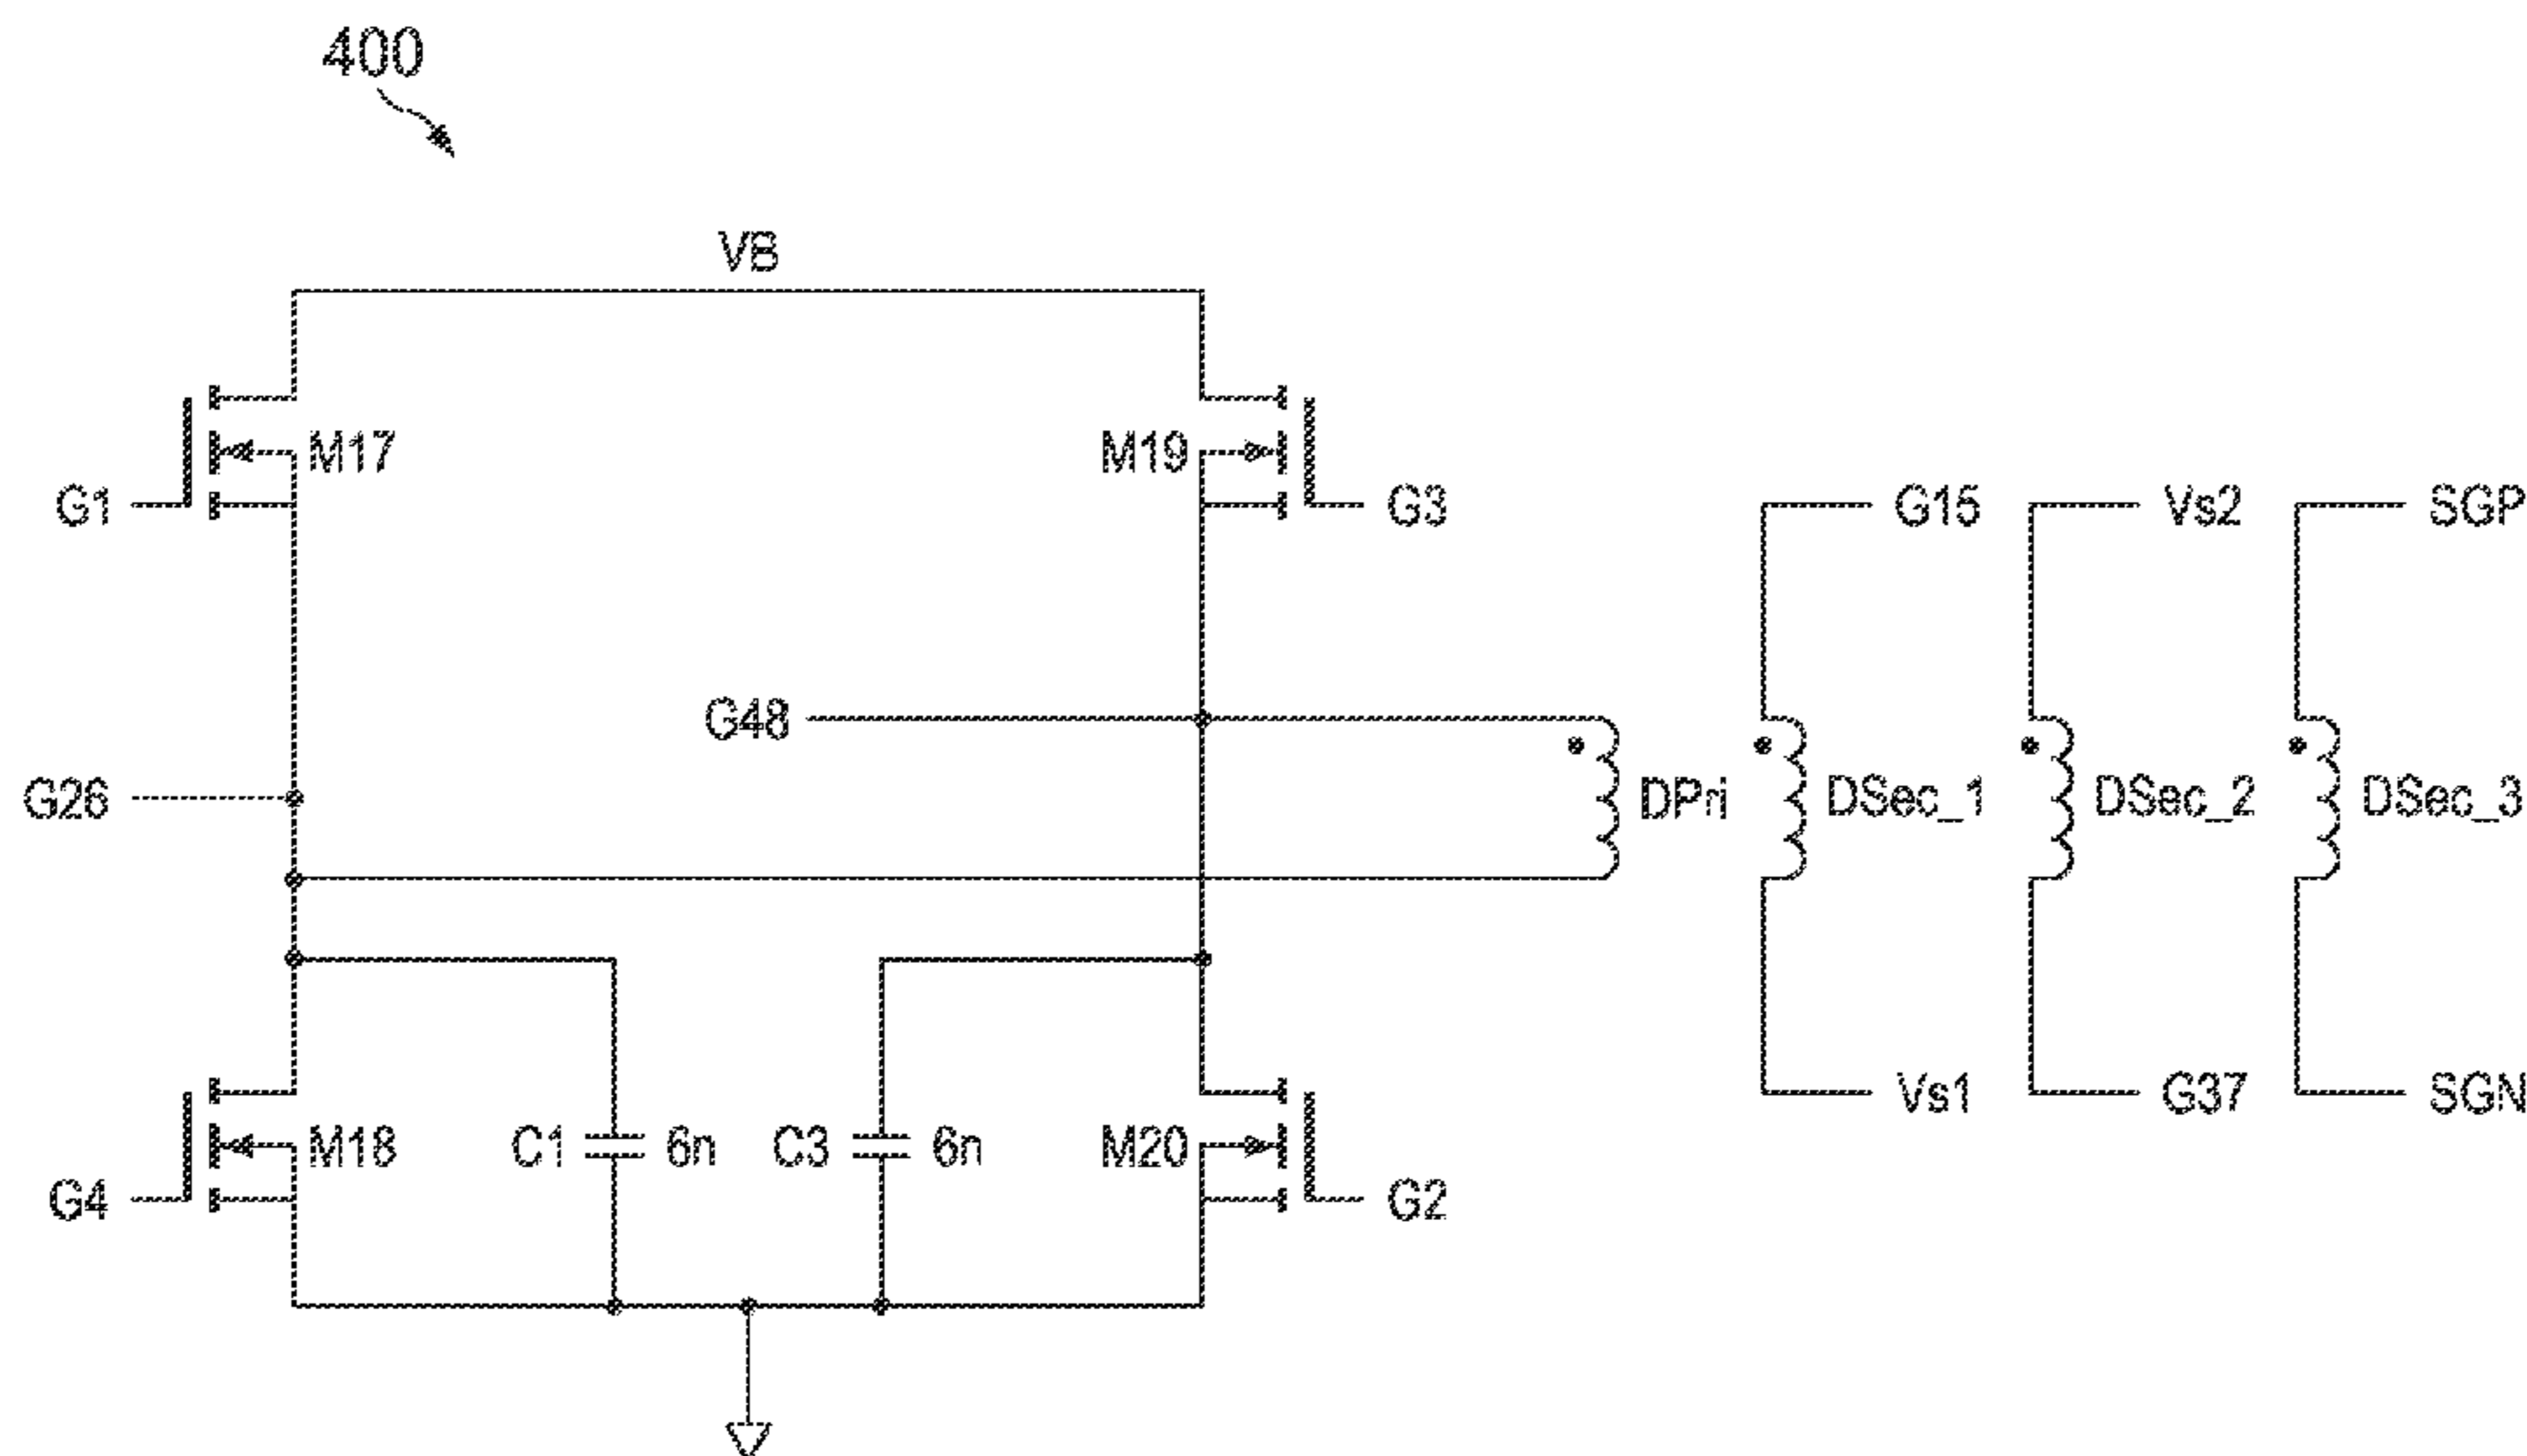 400
VB
M17
M19
G1
G3
G15
Vs2
SGP
G48
G26
DPri
DSec_1
DSec_2
DSec_3
Vs1
G37
SGN
M18
C1
6n
C3
6n
M20
G4
G2